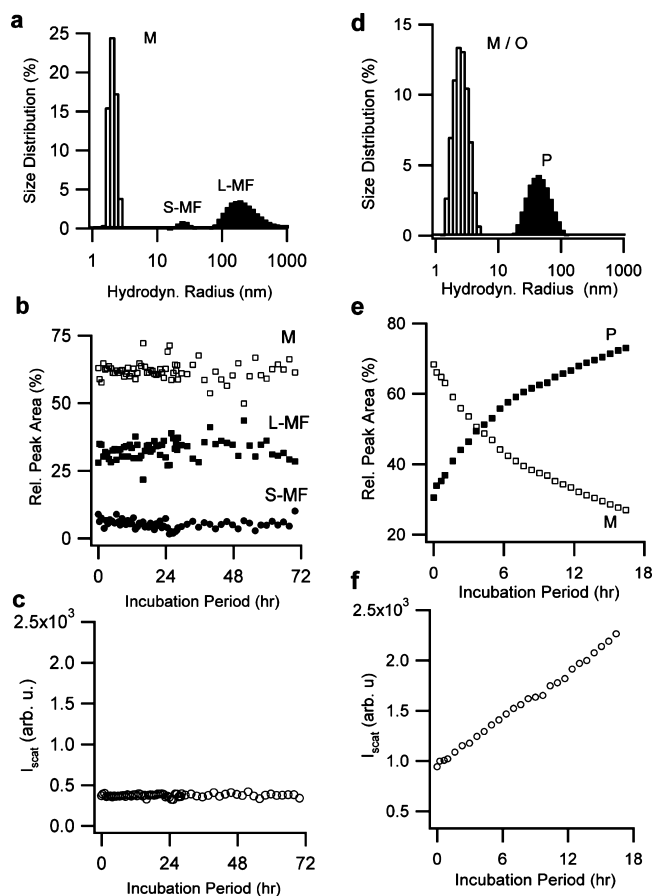 a
M
S-MF
L-MF
Size Distribution (%)
25
20
15
10
5
0
1
10
100
1000
Hydrodyn. Radius (nm)
d
M / O
P
Size Distribution (%)
15
10
5
0
1
10
100
1000
Hydrodyn. Radius (nm)
b
M
L-MF
S-MF
Rel. Peak Area (%)
75
50
25
0
0
24
48
72
Incubation Period (hr)
e
P
M
Rel. Peak Area (%)
80
60
40
20
0
6
12
18
Incubation Period (hr)
c
2.5x10³
2.0
1.5
1.0
0.5
0.0
Iscat (arb. u.)
0
24
48
72
Incubation Period (hr)
f
2.5x10³
2.0
1.5
1.0
0.5
Iscat (arb. u)
0
6
12
18
Incubation Period (hr)